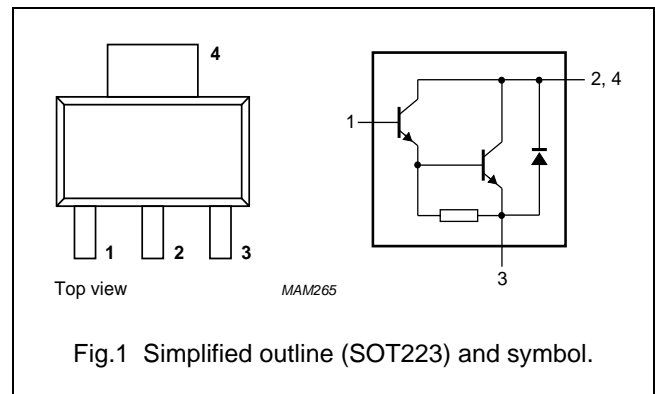 4
1
2
3
Top view
MAM265
1
2, 4
3
Fig.1 Simplified outline (SOT223) and symbol.